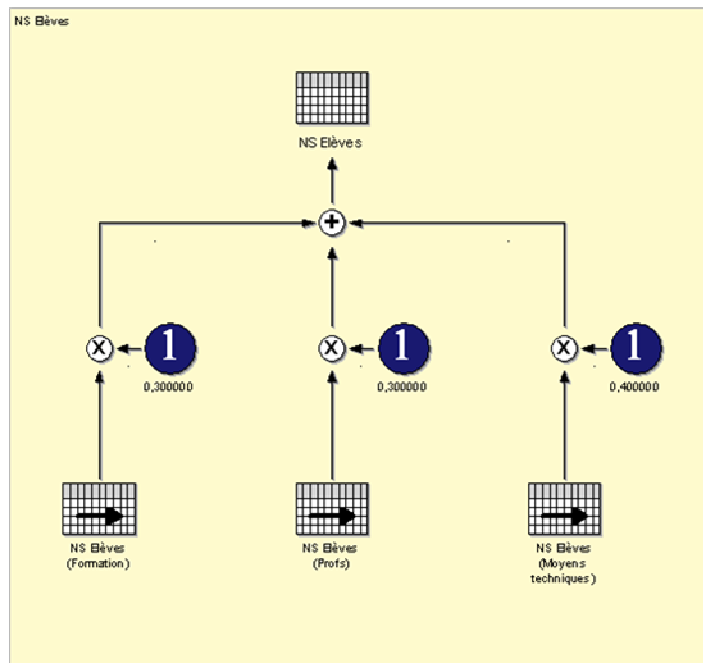 NS Elèves
NS Elèves
+
X 1 X 1 X 1
0,300000 0,300000 0,400000
NS Elèves NS Elèves NS Elèves
(Formation) (Profs) (Moyens
techniques)